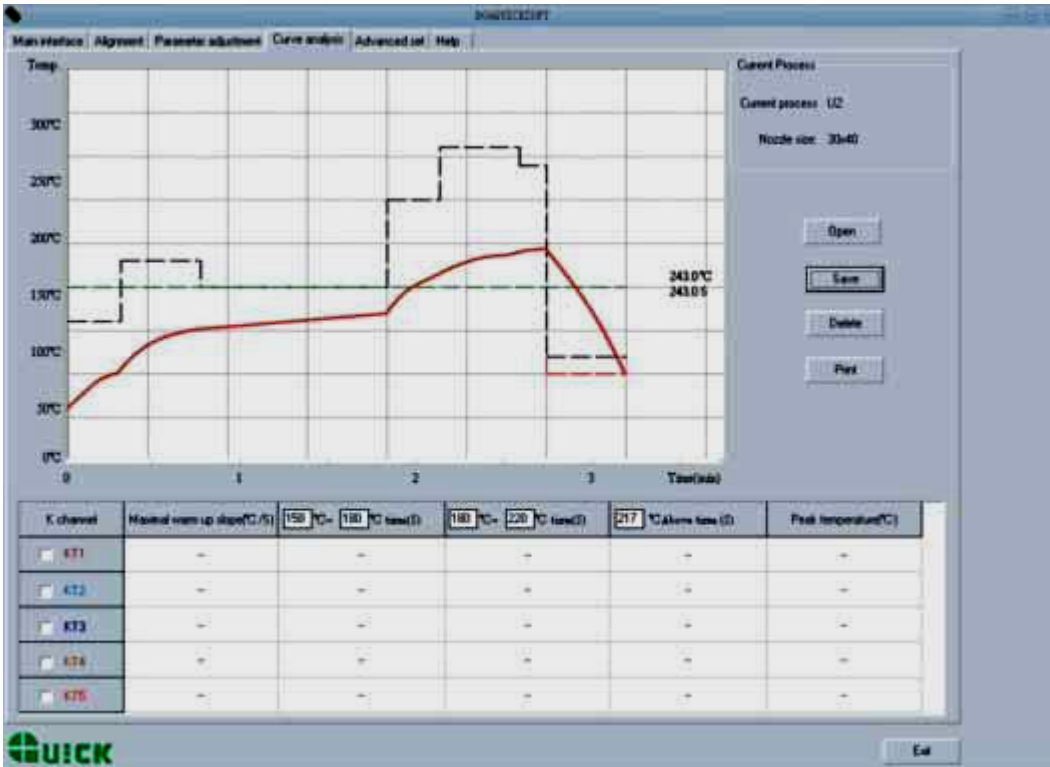 Main interface Alignment Parameter adjustment Curve analysis Advanced set Help
Temp
300℃
250℃
200℃
150℃
100℃
50℃
0℃
0 1 2 3 Time(min)
243.0℃
243.0 S
Current Process
Current process U2
Nozzle size: 30x40
Open
Save
Delete
Print
K channel Maximal warm up slope(℃/S) 150 ℃- 180 ℃ time(S) 180 ℃- 220 ℃ time(S) 217 ℃Above time (S) Peak temperature(℃)
KT1 - - - - -
KT2 - - - - -
KT3 - - - - -
KT4 - - - - -
KT5 - - - - -
QUICK
Exit